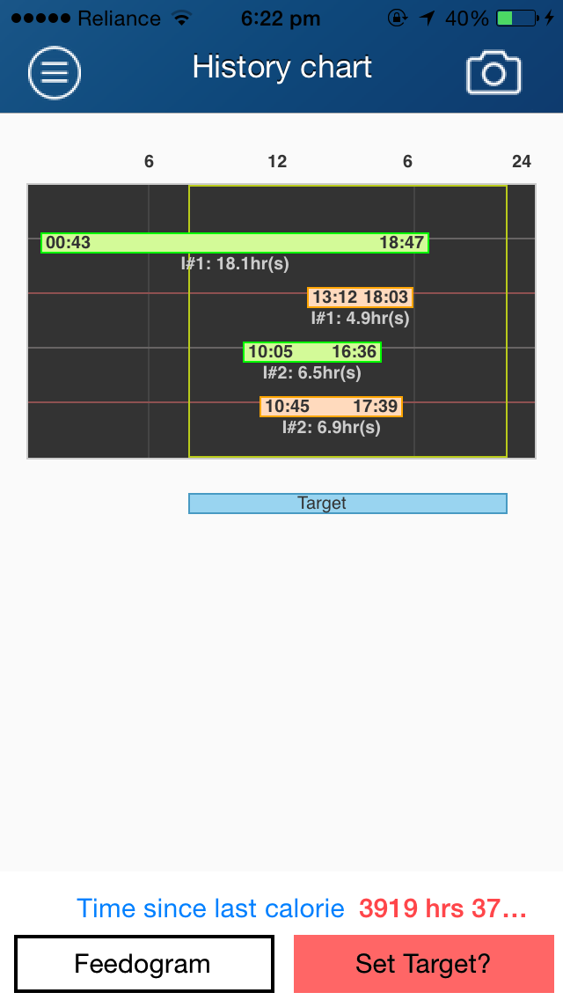 Reliance 6:22 pm 40%
History chart
6 12 6 24
00:43 18:47
I#1: 18.1hr(s)
13:12 18:03
I#1: 4.9hr(s)
10:05 16:36
I#2: 6.5hr(s)
10:45 17:39
I#2: 6.9hr(s)
Target
Time since last calorie 3919 hrs 37...
Feedogram Set Target?